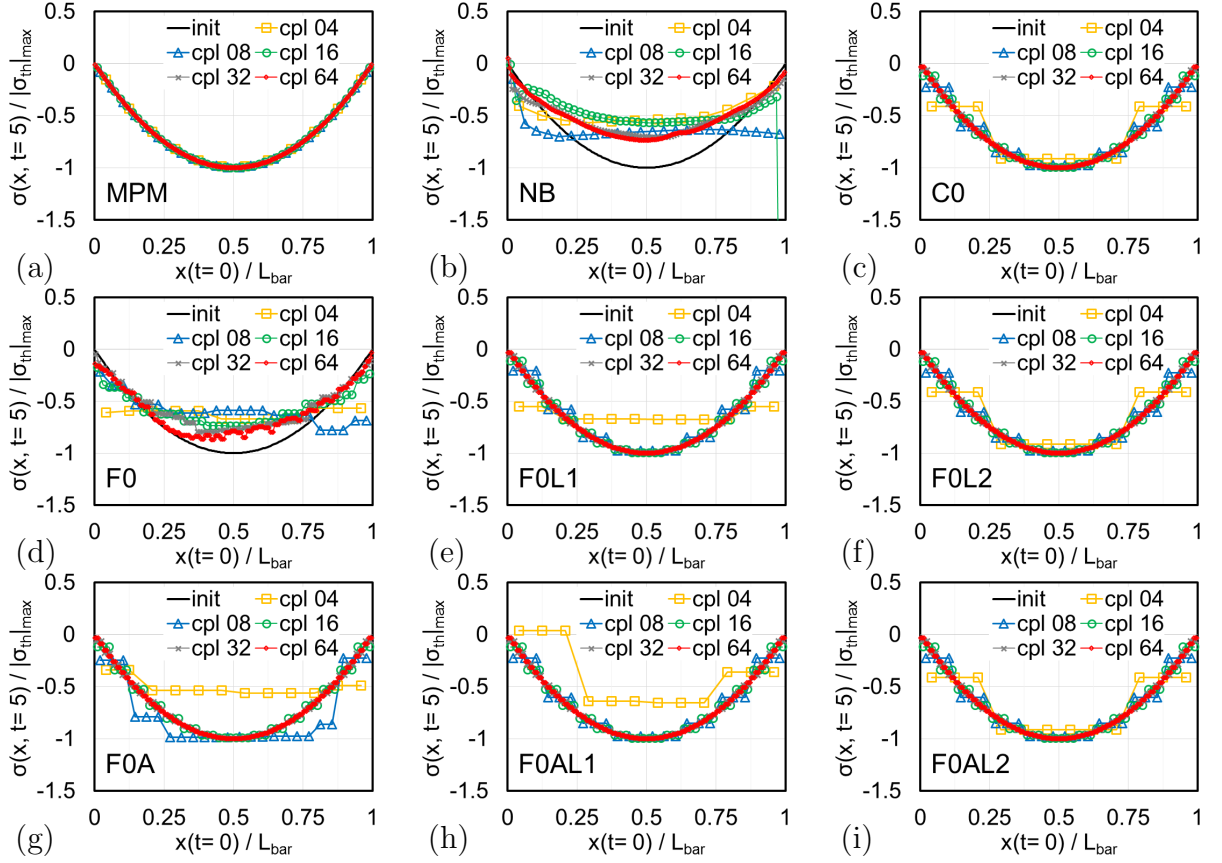 0.5 init cpl 04
0 cpl 08 cpl 16
cpl 32 cpl 64
-0.5
-1
-1.5
σ(x, t= 5) / |σth|max
MPM
0 0.25 0.5 0.75 1
(a) x(t= 0) / Lbar
0.5 init cpl 04
0 cpl 08 cpl 16
cpl 32 cpl 64
-0.5
-1
-1.5
σ(x, t= 5) / |σth|max
NB
0 0.25 0.5 0.75 1
(b) x(t= 0) / Lbar
0.5 init cpl 04
0 cpl 08 cpl 16
cpl 32 cpl 64
-0.5
-1
-1.5
σ(x, t= 5) / |σth|max
C0
0 0.25 0.5 0.75 1
(c) x(t= 0) / Lbar
0.5 init cpl 04
0 cpl 08 cpl 16
cpl 32 cpl 64
-0.5
-1
-1.5
σ(x, t= 5) / |σth|max
F0
0 0.25 0.5 0.75 1
(d) x(t= 0) / Lbar
0.5 init cpl 04
0 cpl 08 cpl 16
cpl 32 cpl 64
-0.5
-1
-1.5
σ(x, t= 5) / |σth|max
F0L1
0 0.25 0.5 0.75 1
(e) x(t= 0) / Lbar
0.5 init cpl 04
0 cpl 08 cpl 16
cpl 32 cpl 64
-0.5
-1
-1.5
σ(x, t= 5) / |σth|max
F0L2
0 0.25 0.5 0.75 1
(f) x(t= 0) / Lbar
0.5 init cpl 04
0 cpl 08 cpl 16
cpl 32 cpl 64
-0.5
-1
-1.5
σ(x, t= 5) / |σth|max
F0A
0 0.25 0.5 0.75 1
(g) x(t= 0) / Lbar
0.5 init cpl 04
0 cpl 08 cpl 16
cpl 32 cpl 64
-0.5
-1
-1.5
σ(x, t= 5) / |σth|max
F0AL1
0 0.25 0.5 0.75 1
(h) x(t= 0) / Lbar
0.5 init cpl 04
0 cpl 08 cpl 16
cpl 32 cpl 64
-0.5
-1
-1.5
σ(x, t= 5) / |σth|max
F0AL2
0 0.25 0.5 0.75 1
(i) x(t= 0) / Lbar